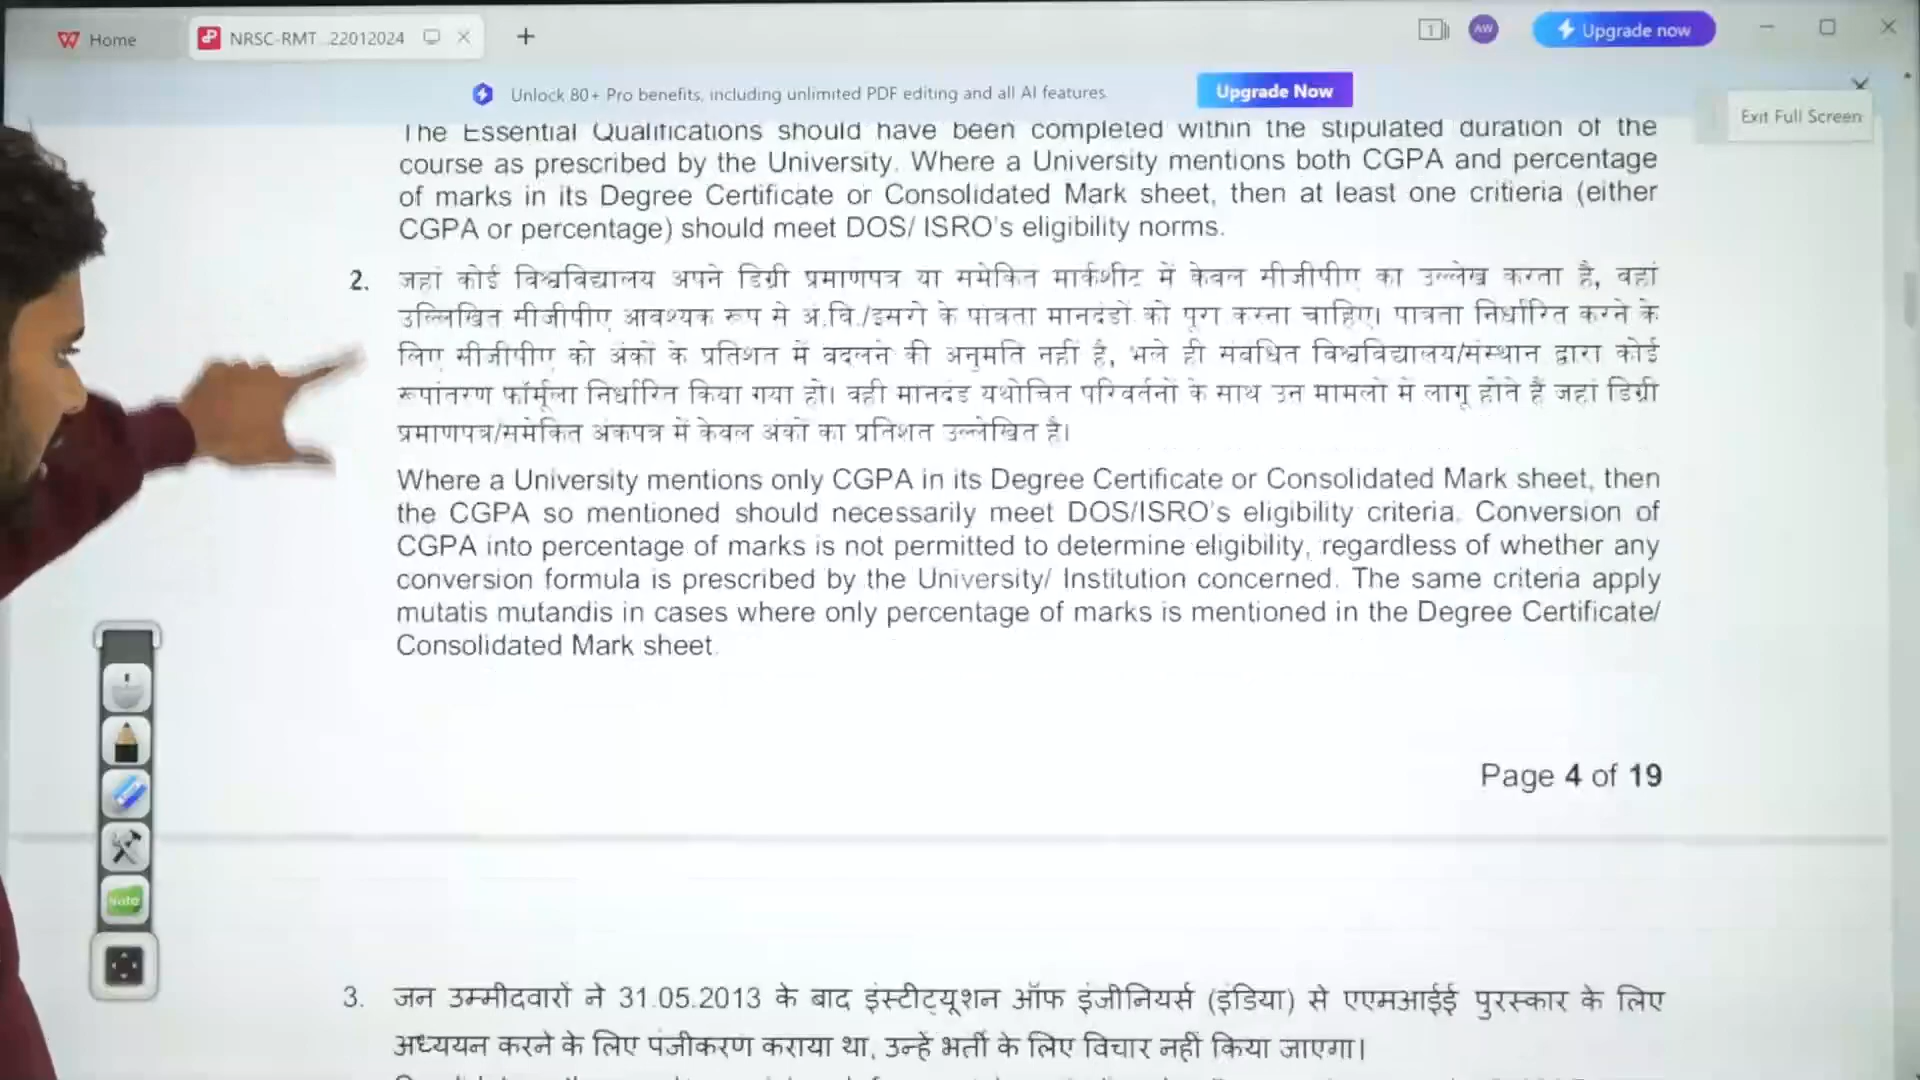 Home
NRSC-RMT...22012024
1
AW
Upgrade now
Unlock 80+ Pro benefits, including unlimited PDF editing and all AI features.
Upgrade Now
Exit Full Screen
The Essential Qualifications should have been completed within the stipulated duration of the
course as prescribed by the University. Where a University mentions both CGPA and percentage
of marks in its Degree Certificate or Consolidated Mark sheet, then at least one critieria (either
CGPA or percentage) should meet DOS/ ISRO's eligibility norms.
2. जहां कोई विश्वविद्यालय अपने डिग्री प्रमाणपत्र या समेकित मार्कशीट में केवल सीजीपीए का उल्लेख करता है, वहां
उल्लिखित सीजीपीए आवश्यक रूप से अं.वि./इसरो के पात्रता मानदंडों को पूरा करना चाहिए। पात्रता निर्धारित करने के
लिए सीजीपीए को अंकों के प्रतिशत में बदलने की अनुमति नहीं है, भले ही संबंधित विश्वविद्यालय/संस्थान द्वारा कोई
रूपांतरण फॉर्मूला निर्धारित किया गया हो। वही मानदंड यथोचित परिवर्तनों के साथ उन मामलों में लागू होते हैं जहां डिग्री
प्रमाणपत्र/समेकित अंकपत्र में केवल अंकों का प्रतिशत उल्लेखित है।
Where a University mentions only CGPA in its Degree Certificate or Consolidated Mark sheet, then
the CGPA so mentioned should necessarily meet DOS/ISRO's eligibility criteria. Conversion of
CGPA into percentage of marks is not permitted to determine eligibility, regardless of whether any
conversion formula is prescribed by the University/ Institution concerned. The same criteria apply
mutatis mutandis in cases where only percentage of marks is mentioned in the Degree Certificate/
Consolidated Mark sheet.
Page 4 of 19
Note
3. जन उम्मीदवारों ने 31.05.2013 के बाद इंस्टीट्यूशन ऑफ इंजीनियर्स (इंडिया) से एएमआईई पुरस्कार के लिए
अध्ययन करने के लिए पंजीकरण कराया था, उन्हें भर्ती के लिए विचार नहीं किया जाएगा।